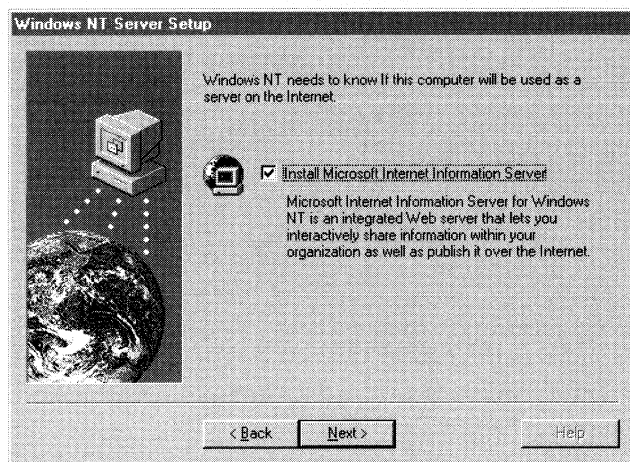 Windows NT Server Setup
Windows NT needs to know If this computer will be used as a
server on the Internet.
Install Microsoft Internet Information Server
Microsoft Internet Information Server for Windows
NT is an integrated Web server that lets you
interactively share information within your
organization as well as publish it over the Internet.
< Back
Next >
Help